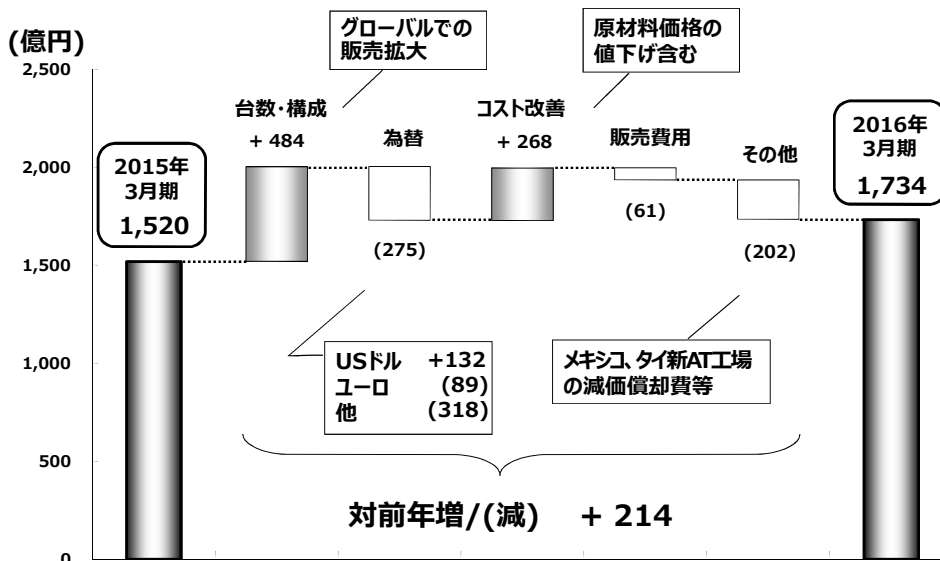 (億円)
2,500
2,000
1,500
1,000
500
0
2015年
3月期
1,520
台数・構成
+ 484
グローバルでの
販売拡大
為替
(275)
USドル +132
ユーロ (89)
他 (318)
コスト改善
+ 268
原材料価格の
値下げ含む
販売費用
(61)
その他
(202)
メキシコ、タイ新AT工場
の減価償却費等
2016年
3月期
1,734
対前年増/(減) + 214